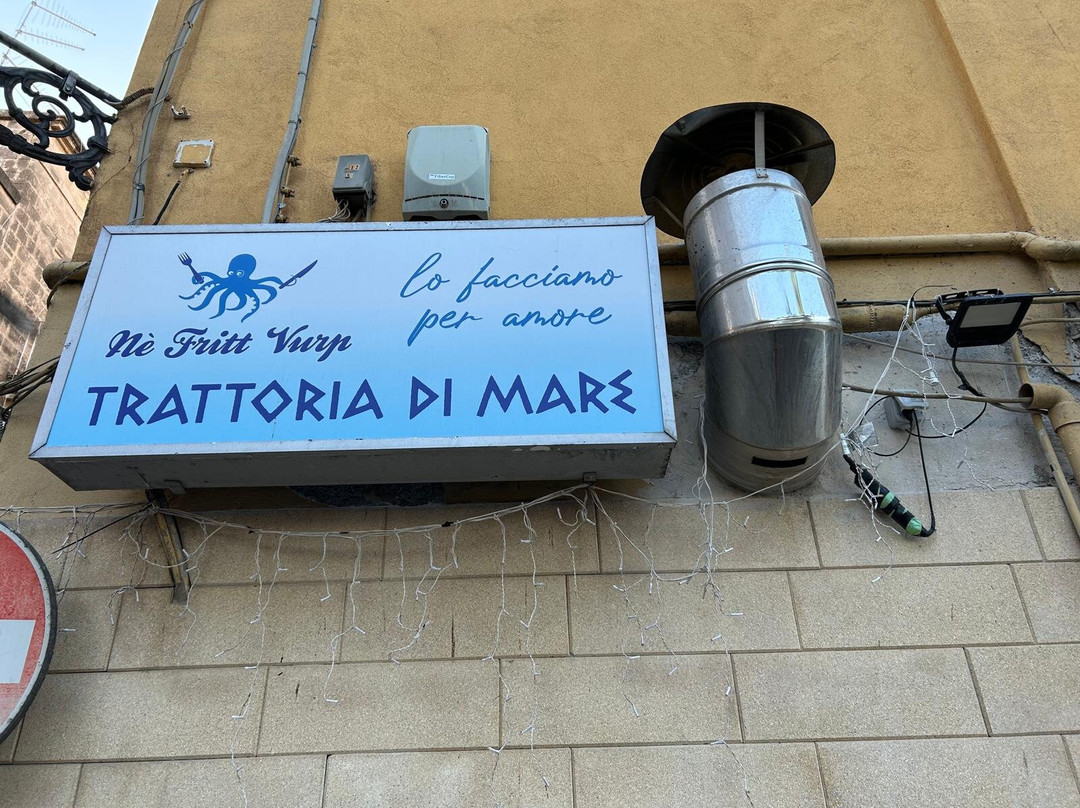 lo facciamo
per amore
Nè Fritt Vurp
TRATTORIA DI MARE